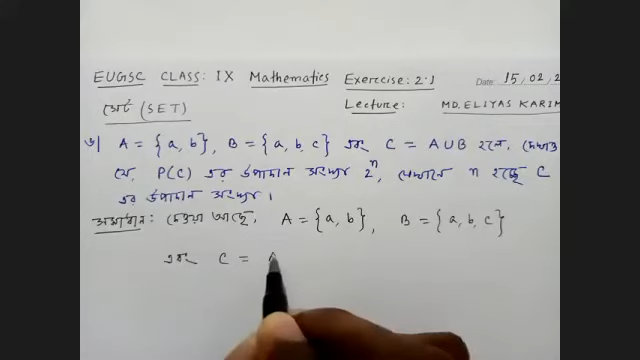 EUGSC CLASS: IX Mathematics Exercise: 2.1 Date: 15, 02, 2
সেট (SET) Lecture: MD. ELIYAS KARIM
৩। A = {a, b}, B = {a, b, c} এবং C = A∪B হলে, দেখাও
যে, P(C) এর উপাদান সংখ্যা 2ⁿ, যেখানে n হচ্ছে C
এর উপাদান সংখ্যা।
সমাধান: দেওয়া আছে, A = {a, b}, B = {a, b, c}
এবং C = A